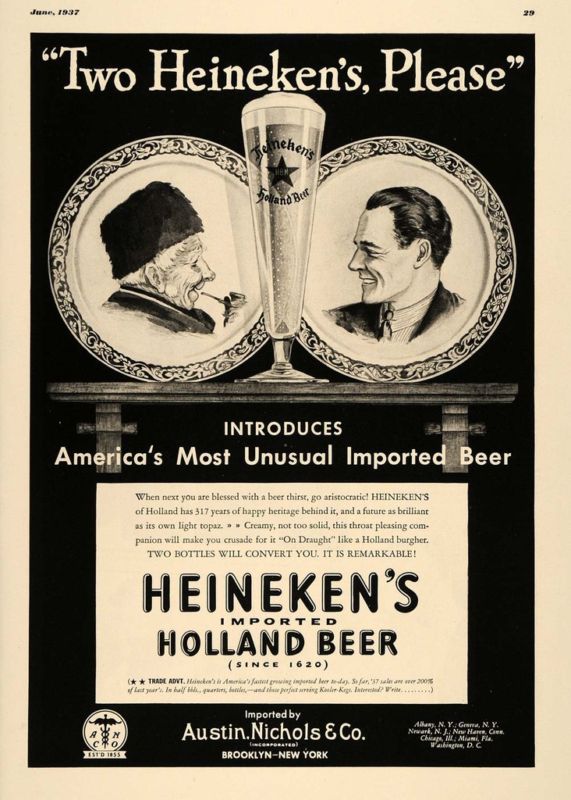 June, 1937
29
“Two Heineken's, Please”
Heineken's
HBM
Holland Beer
INTRODUCES
America's Most Unusual Imported Beer
When next you are blessed with a beer thirst, go aristocratic! HEINEKEN'S
of Holland has 317 years of happy heritage behind it, and a future as brilliant
as its own light topaz. » » Creamy, not too solid, this throat pleasing com-
panion will make you crusade for it “On Draught” like a Holland burgher.
TWO BOTTLES WILL CONVERT YOU. IT IS REMARKABLE!
HEINEKEN'S
IMPORTED
HOLLAND BEER
(SINCE 1620)
(★★ TRADE ADVT. Heineken's is America's fastest growing imported beer to-day. So far, '37 sales are over 200%
of last year's. In half bbls., quarters, bottles,—and those perfect serving Kooler-Kegs. Interested? Write.........)
Imported by
Austin, Nichols & Co.
(INCORPORATED)
BROOKLYN–NEW YORK
A N
CO
EST'D 1855
Albany, N. Y.; Geneva, N. Y.
Newark, N. J.; New Haven, Conn.
Chicago, Ill.; Miami, Fla.
Washington, D. C.